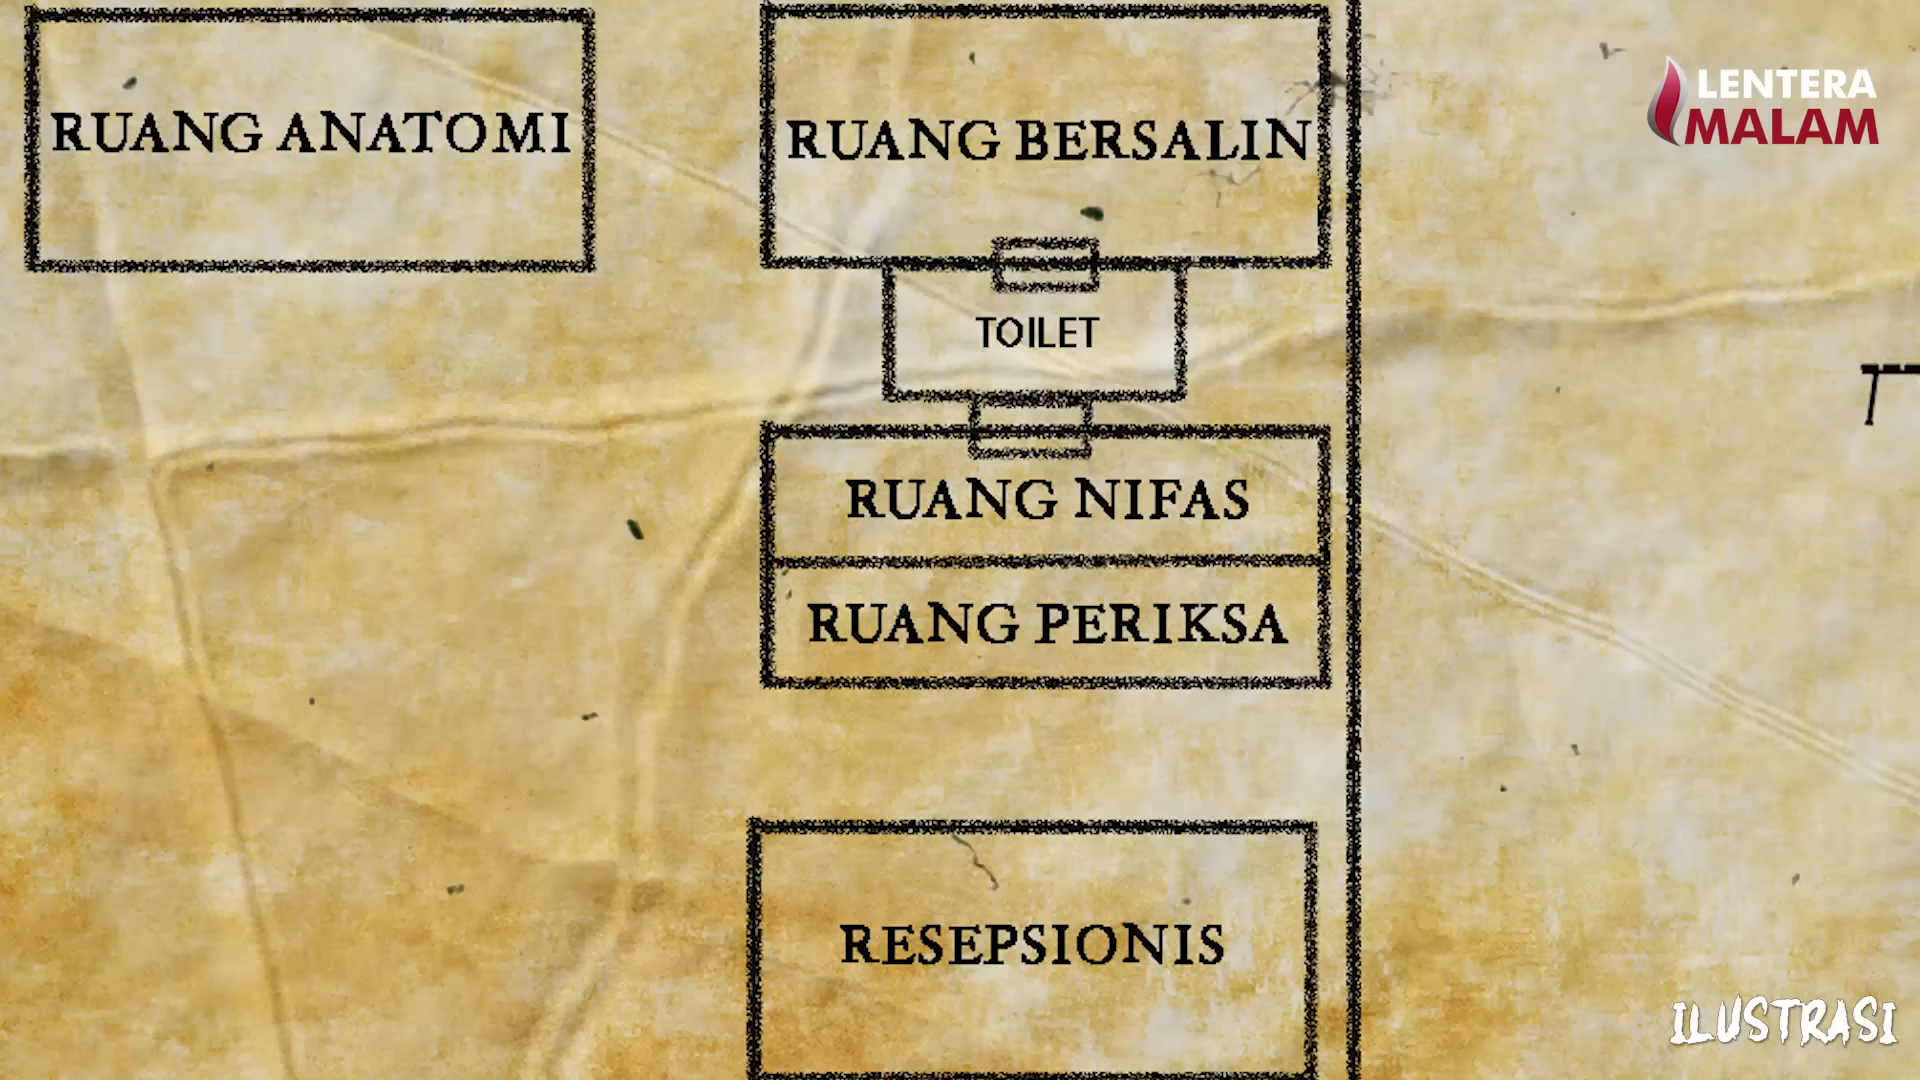 RUANG ANATOMI
RUANG BERSALIN
LENTERA
MALAM
TOILET
RUANG NIFAS
RUANG PERIKSA
RESEPSIONIS
ILUSTRASI